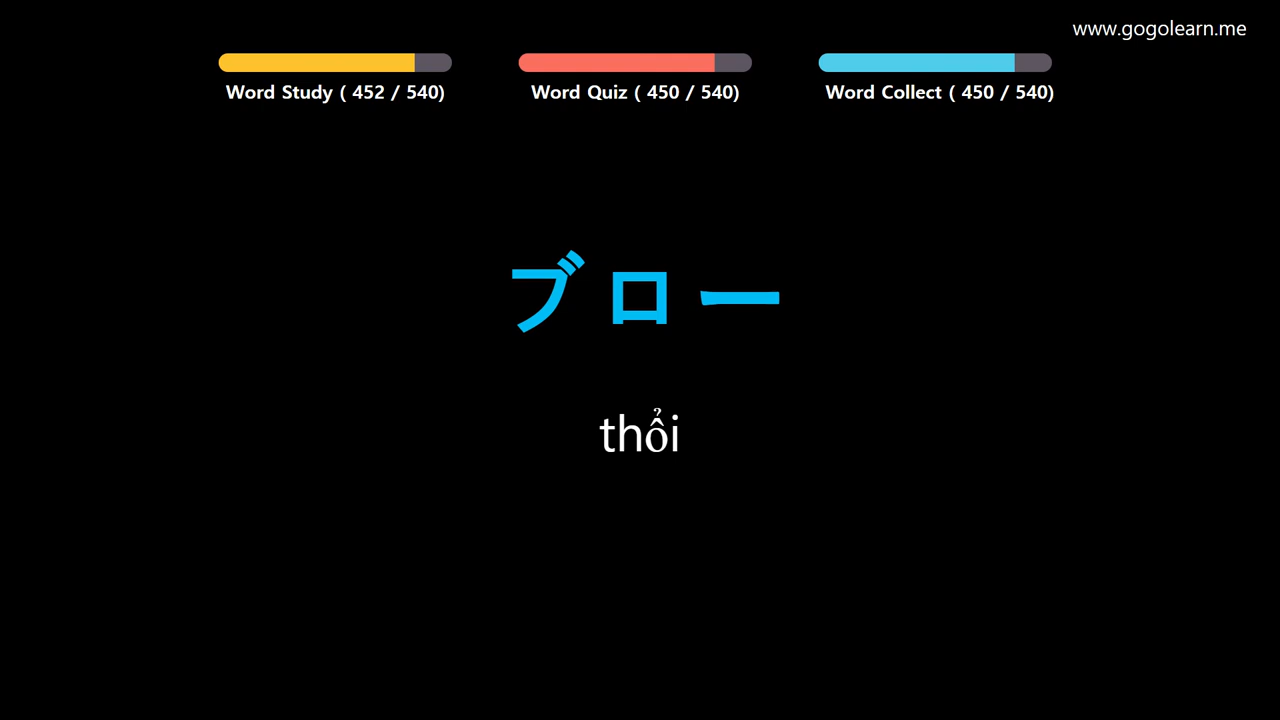 www.gogolearn.me
Word Study ( 452 / 540)
Word Quiz ( 450 / 540)
Word Collect ( 450 / 540)
ブロー
thổi